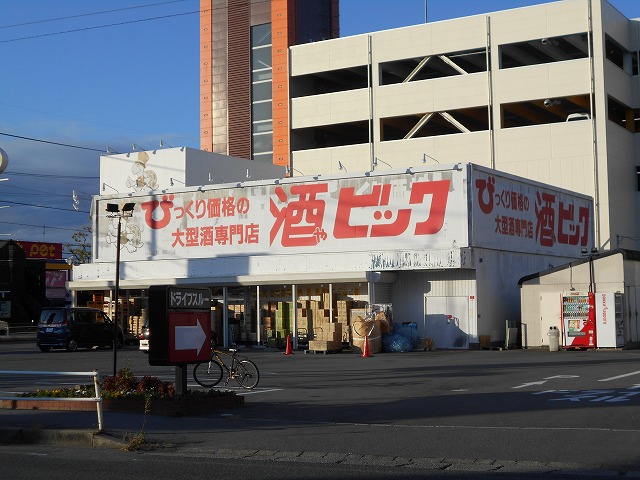 びっくり価格の
大型酒専門店
酒やビック
びっくり価格の
大型酒専門店
酒ビック
pet
ドライブスルー